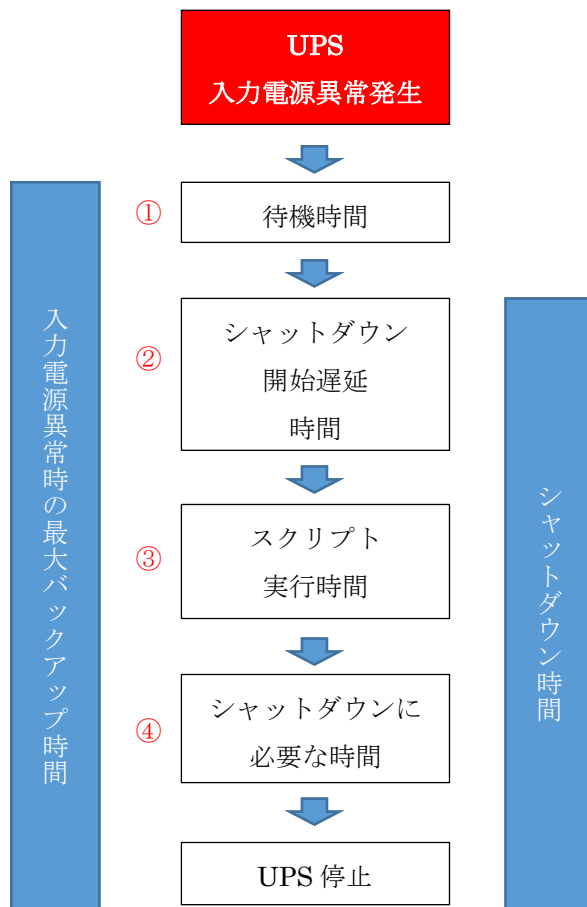 UPS
入力電源異常発生
①
待機時間
②
シャットダウン
開始遅延
時間
③
スクリプト
実行時間
④
シャットダウンに
必要な時間
UPS 停止
入力電源異常時の最大バックアップ時間
シャットダウン時間